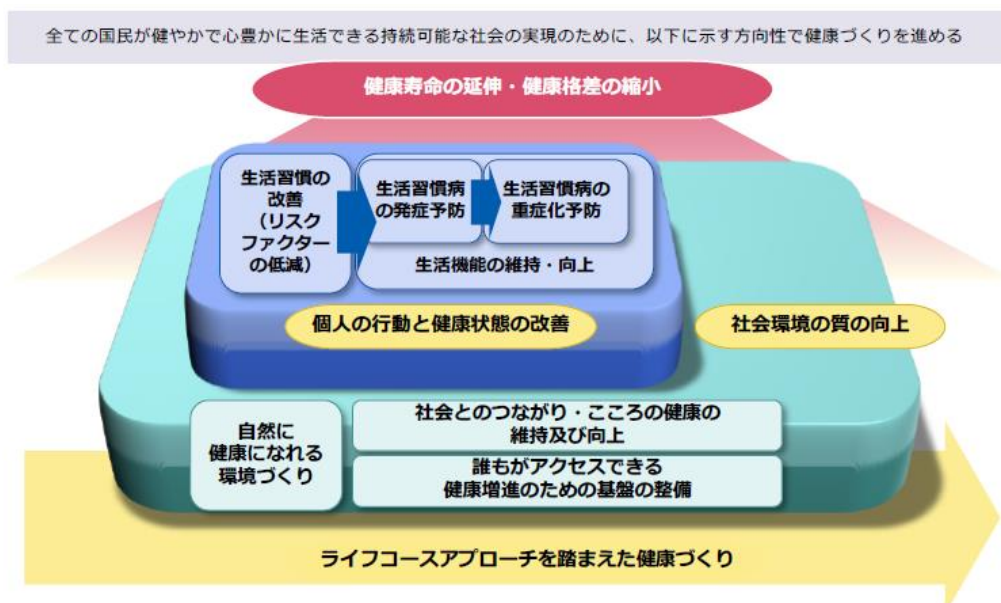 全ての国民が健やかで心豊かに生活できる持続可能な社会の実現のために、以下に示す方向性で健康づくりを進める
健康寿命の延伸・健康格差の縮小
生活習慣の
改善
（リスク
ファクター
の低減）
生活習慣病
の発症予防
生活習慣病の
重症化予防
生活機能の維持・向上
個人の行動と健康状態の改善
社会環境の質の向上
自然に
健康になれる
環境づくり
社会とのつながり・こころの健康の
維持及び向上
誰もがアクセスできる
健康増進のための基盤の整備
ライフコースアプローチを踏まえた健康づくり